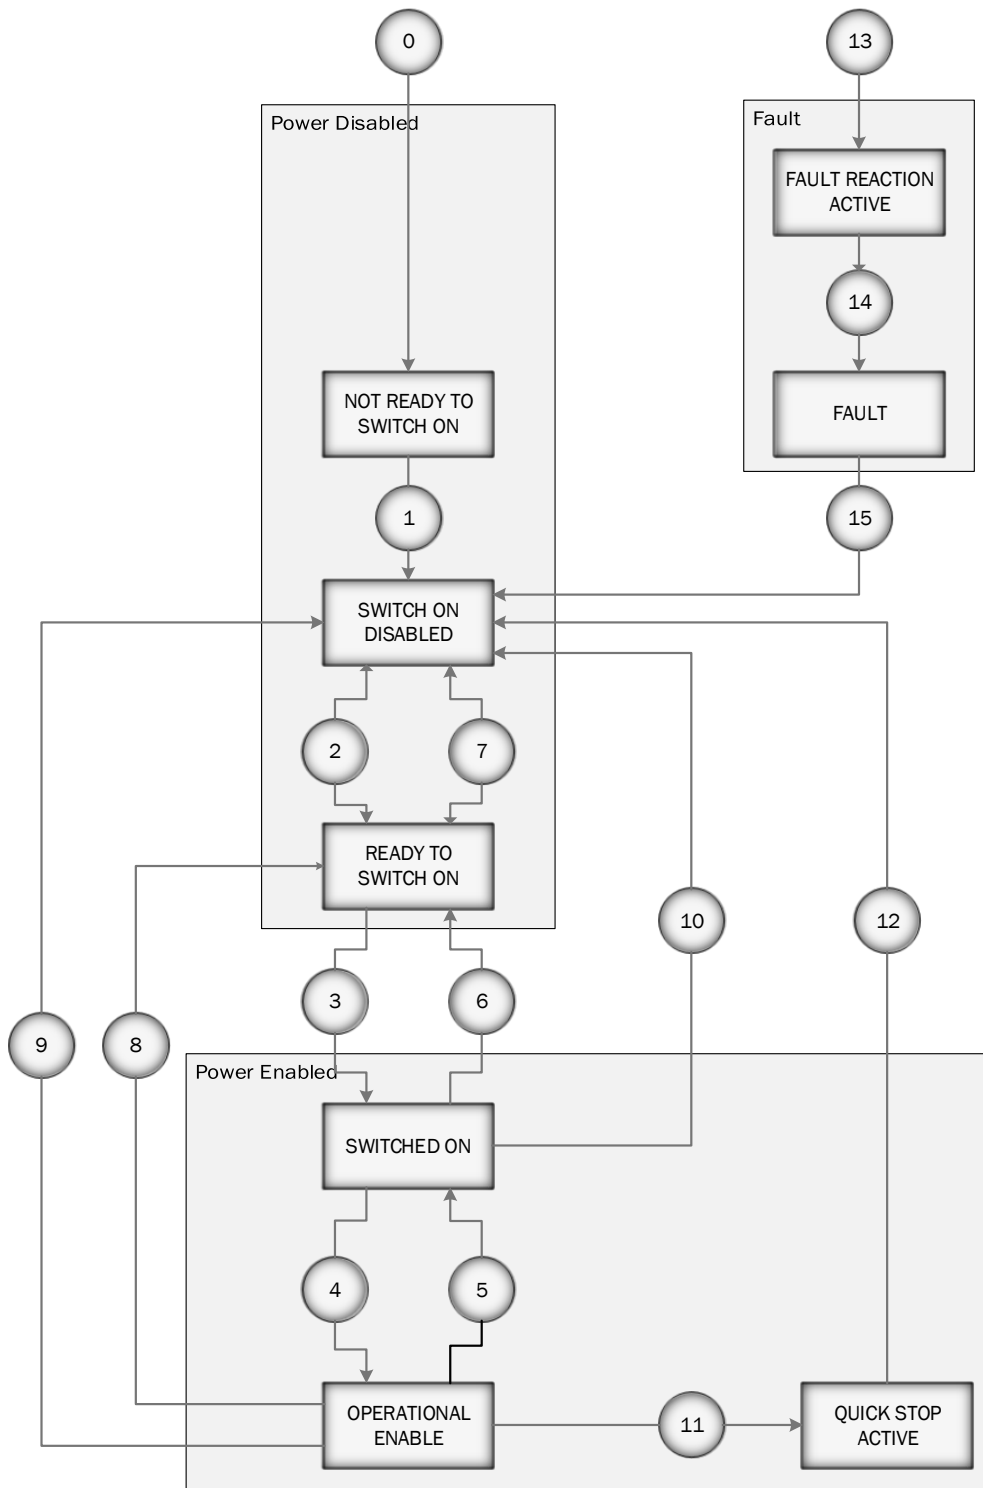 0
13
Power Disabled
Fault
FAULT REACTION
ACTIVE
14
NOT READY TO
SWITCH ON
FAULT
1
15
SWITCH ON
DISABLED
2
7
READY TO
SWITCH ON
10
12
3
6
9
8
Power Enabled
SWITCHED ON
4
5
OPERATIONAL
ENABLE
11
QUICK STOP
ACTIVE